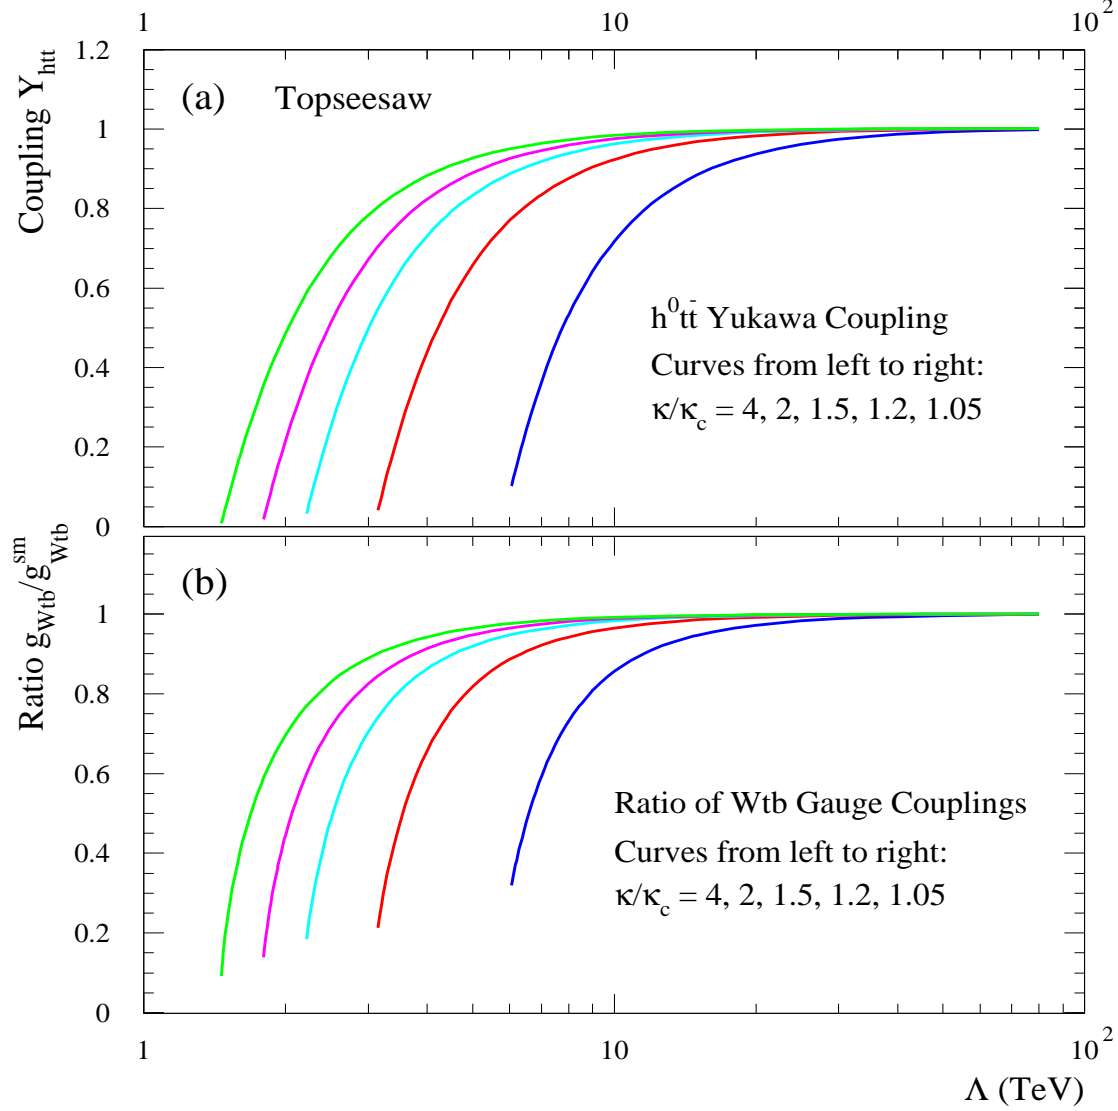 1 10 10²
Coupling Y_htt
1.2
1
0.8
0.6
0.4
0.2
0
(a) Topseesaw
h⁰tt̄ Yukawa Coupling
Curves from left to right:
κ/κ_c = 4, 2, 1.5, 1.2, 1.05
Ratio g_Wtb/g^sm_Wtb
1
0.8
0.6
0.4
0.2
0
(b)
Ratio of Wtb Gauge Couplings
Curves from left to right:
κ/κ_c = 4, 2, 1.5, 1.2, 1.05
1 10 10²
Λ (TeV)